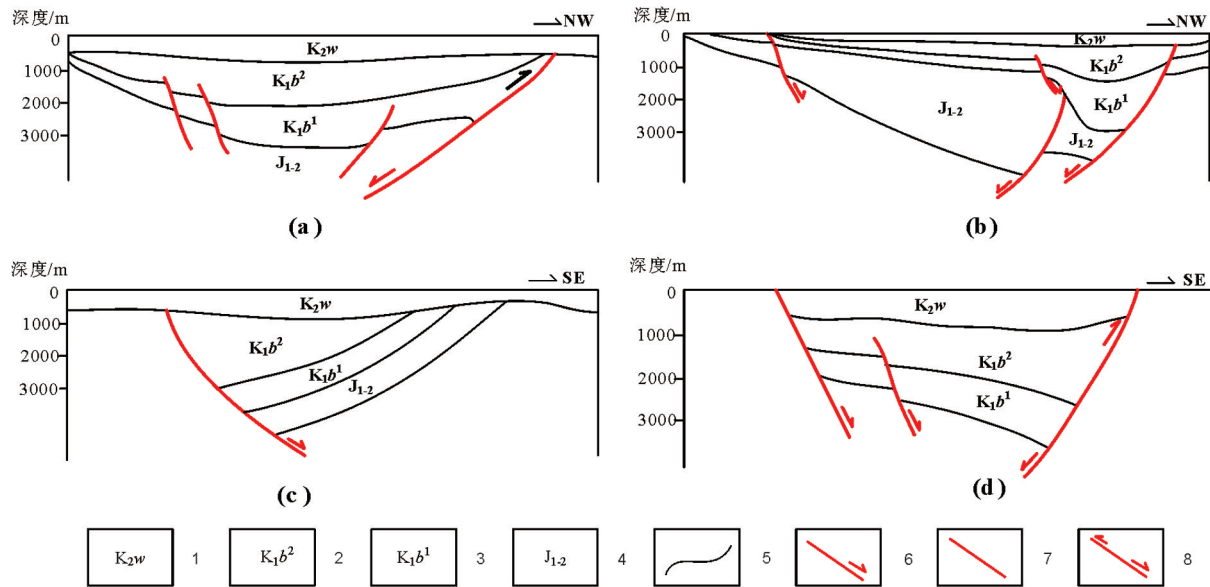 深度/m
NW
0
1000
2000
3000
K₂w
K₁b²
K₁b¹
J₁₋₂
(a)
深度/m
NW
0
1000
2000
3000
K₂w
K₁b²
K₁b¹
J₁₋₂
J₁₋₂
(b)
深度/m
SE
0
1000
2000
3000
K₂w
K₁b²
K₁b¹
J₁₋₂
(c)
深度/m
SE
0
1000
2000
3000
K₂w
K₁b²
K₁b¹
(d)
K₂w 1 K₁b² 2 K₁b¹ 3 J₁₋₂ 4 5 6 7 8